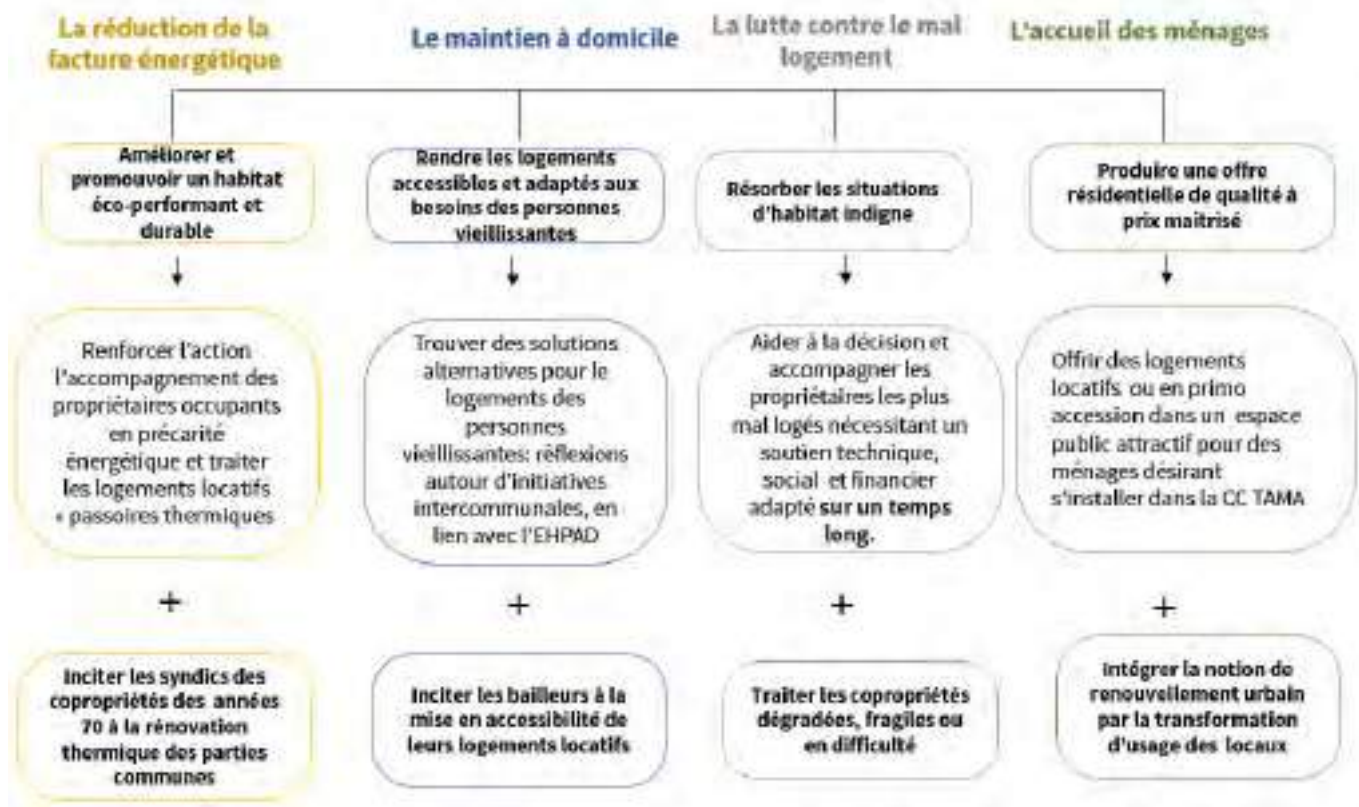 La réduction de la
facture énergétique
Le maintien à domicile
La lutte contre le mal
logement
L'accueil des ménages
Améliorer et
promouvoir un habitat
éco-performant et
durable
Rendre les logements
accessibles et adaptés aux
besoins des personnes
vieillissantes
Résorber les situations
d'habitat indigne
Produire une offre
résidentielle de qualité à
prix maîtrisé
Renforcer l'action
l'accompagnement des
propriétaires occupants
en précarité
énergétique et traiter
les logements locatifs
« passoires thermiques
Trouver des solutions
alternatives pour le
logements des
personnes
vieillissantes: réflexions
autour d'initiatives
intercommunales, en
lien avec l'EHPAD
Aider à la décision et
accompagner les
propriétaires les plus
mal logés nécessitant un
soutien technique,
social et financier
adapté sur un temps
long.
Offrir des logements
locatifs ou en primo
accession dans un espace
public attractif pour des
ménages désirant
s'installer dans la CC TAMA
+
+
+
+
Inciter les syndics des
copropriétés des années
70 à la rénovation
thermique des parties
communes
Inciter les bailleurs à la
mise en accessibilité de
leurs logements locatifs
Traiter les copropriétés
dégradées, fragiles ou
en difficulté
Intégrer la notion de
renouvellement urbain
par la transformation
d'usage des locaux